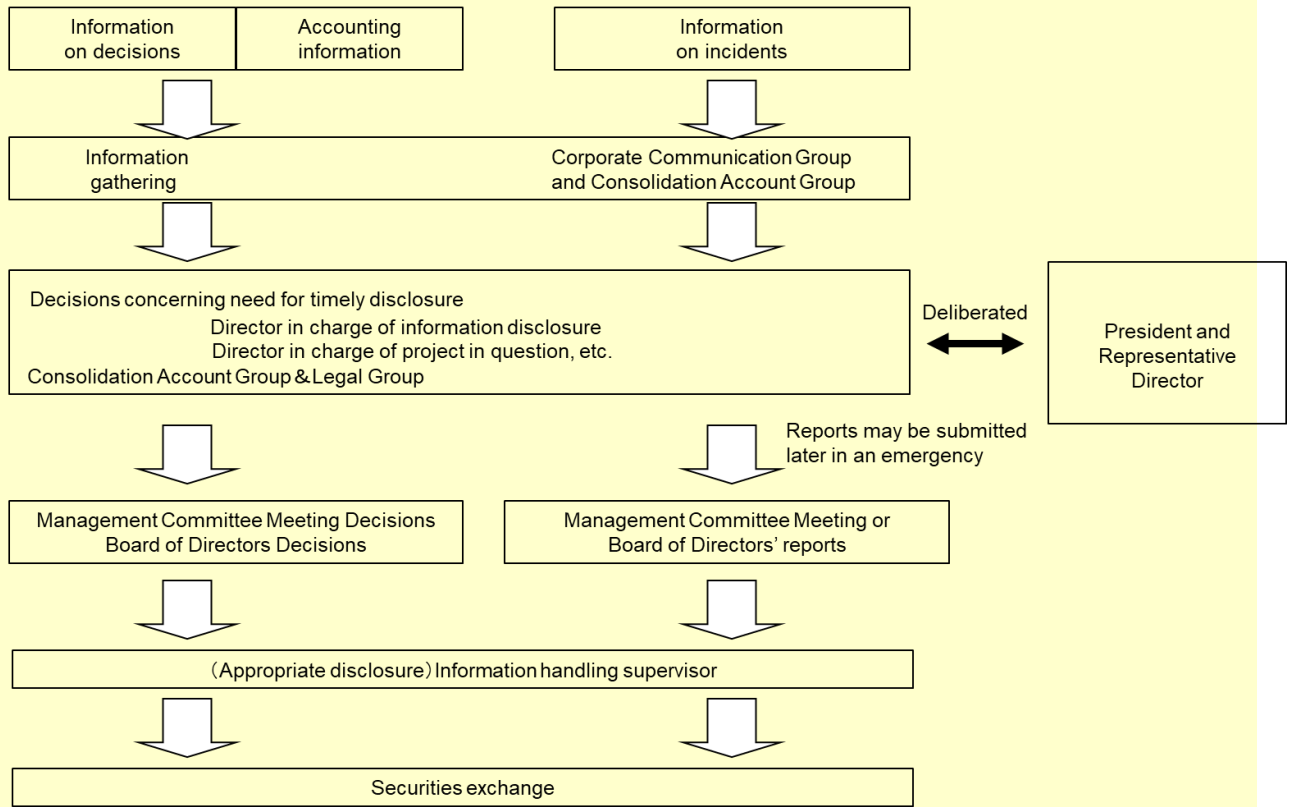 Information
on decisions
Accounting
information
Information
on incidents
Information
gathering
Corporate Communication Group
and Consolidation Account Group
Decisions concerning need for timely disclosure
Director in charge of information disclosure
Director in charge of project in question, etc.
Consolidation Account Group＆Legal Group
Deliberated
President and
Representative
Director
Reports may be submitted
later in an emergency
Management Committee Meeting Decisions
Board of Directors Decisions
Management Committee Meeting or
Board of Directors’ reports
（Appropriate disclosure）Information handling supervisor
Securities exchange